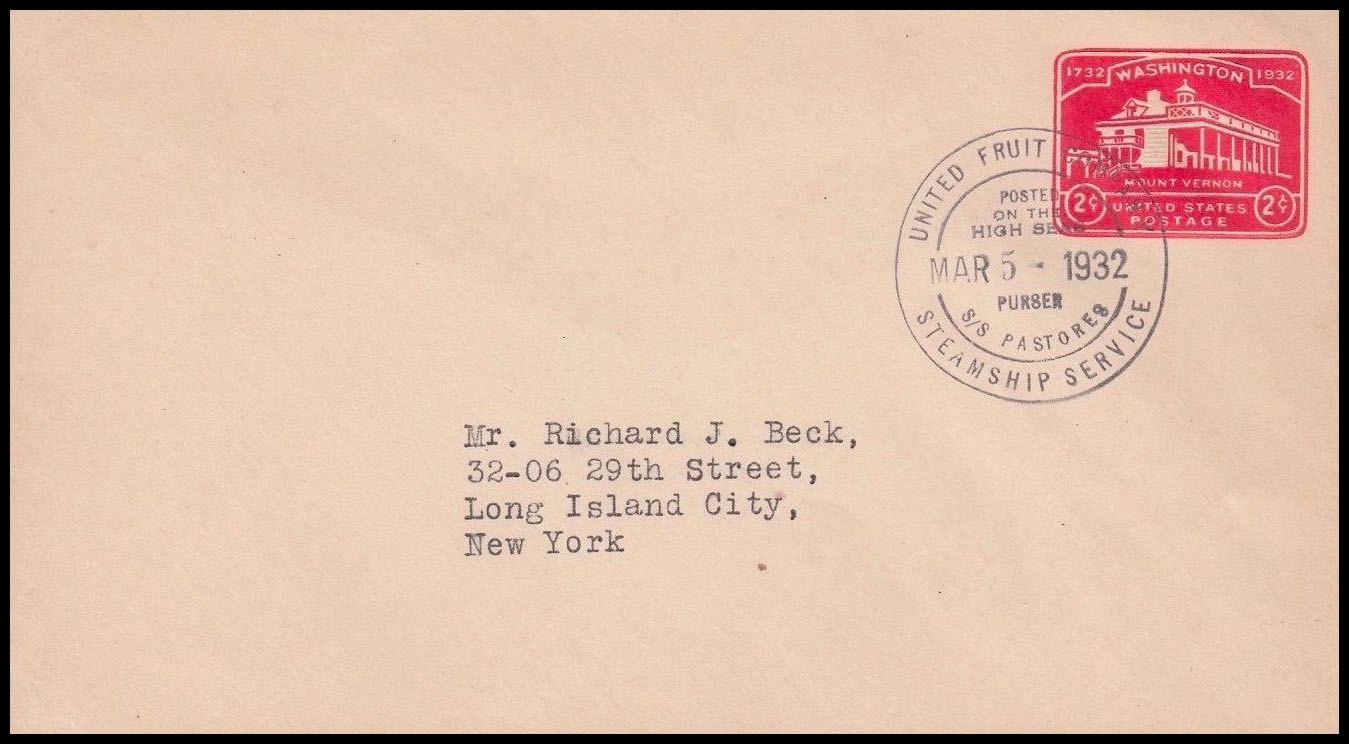 1732 WASHINGTON 1932
MOUNT VERNON
2¢ UNITED STATES 2¢
POSTAGE
UNITED FRUIT COMPANY
POSTED
ON THE
HIGH SEAS
MAR 5 - 1932
PURSER
S/S PASTORES
STEAMSHIP SERVICE
Mr. Richard J. Beck,
32-06 29th Street,
Long Island City,
New York